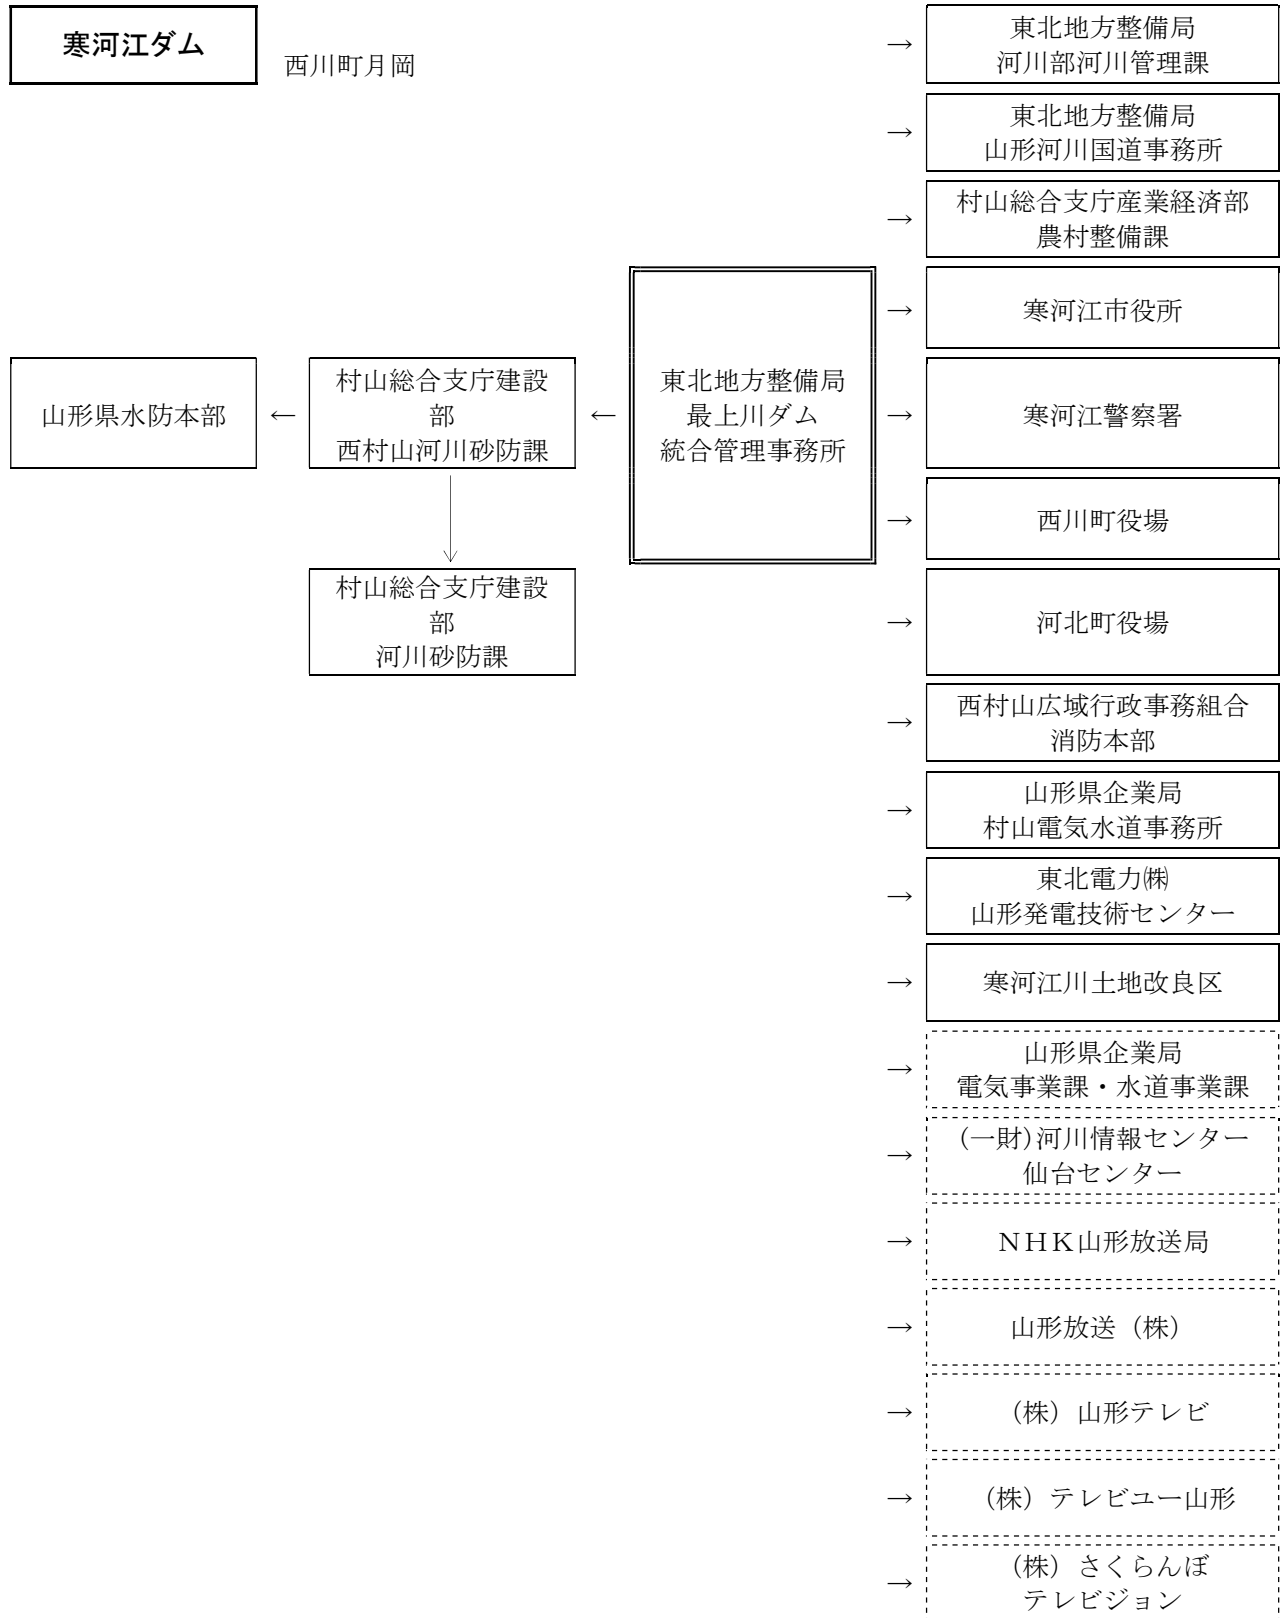 寒河江ダム
西川町月岡
→
東北地方整備局
河川部河川管理課
→
東北地方整備局
山形河川国道事務所
→
村山総合支庁産業経済部
農村整備課
→
寒河江市役所
山形県水防本部
←
村山総合支庁建設
部
西村山河川砂防課
←
東北地方整備局
最上川ダム
統合管理事務所
→
寒河江警察署
→
西川町役場
村山総合支庁建設
部
河川砂防課
→
河北町役場
→
西村山広域行政事務組合
消防本部
→
山形県企業局
村山電気水道事務所
→
東北電力㈱
山形発電技術センター
→
寒河江川土地改良区
→
山形県企業局
電気事業課・水道事業課
→
(一財)河川情報センター
仙台センター
→
ＮＨＫ山形放送局
→
山形放送（株）
→
（株）山形テレビ
→
（株）テレビユー山形
→
（株）さくらんぼ
テレビジョン